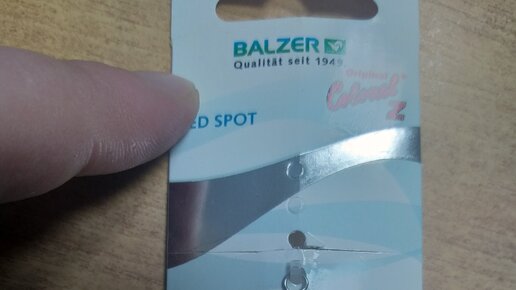 BALZER
Qualität seit 1949
Original
Colonel
Z
ED SPOT